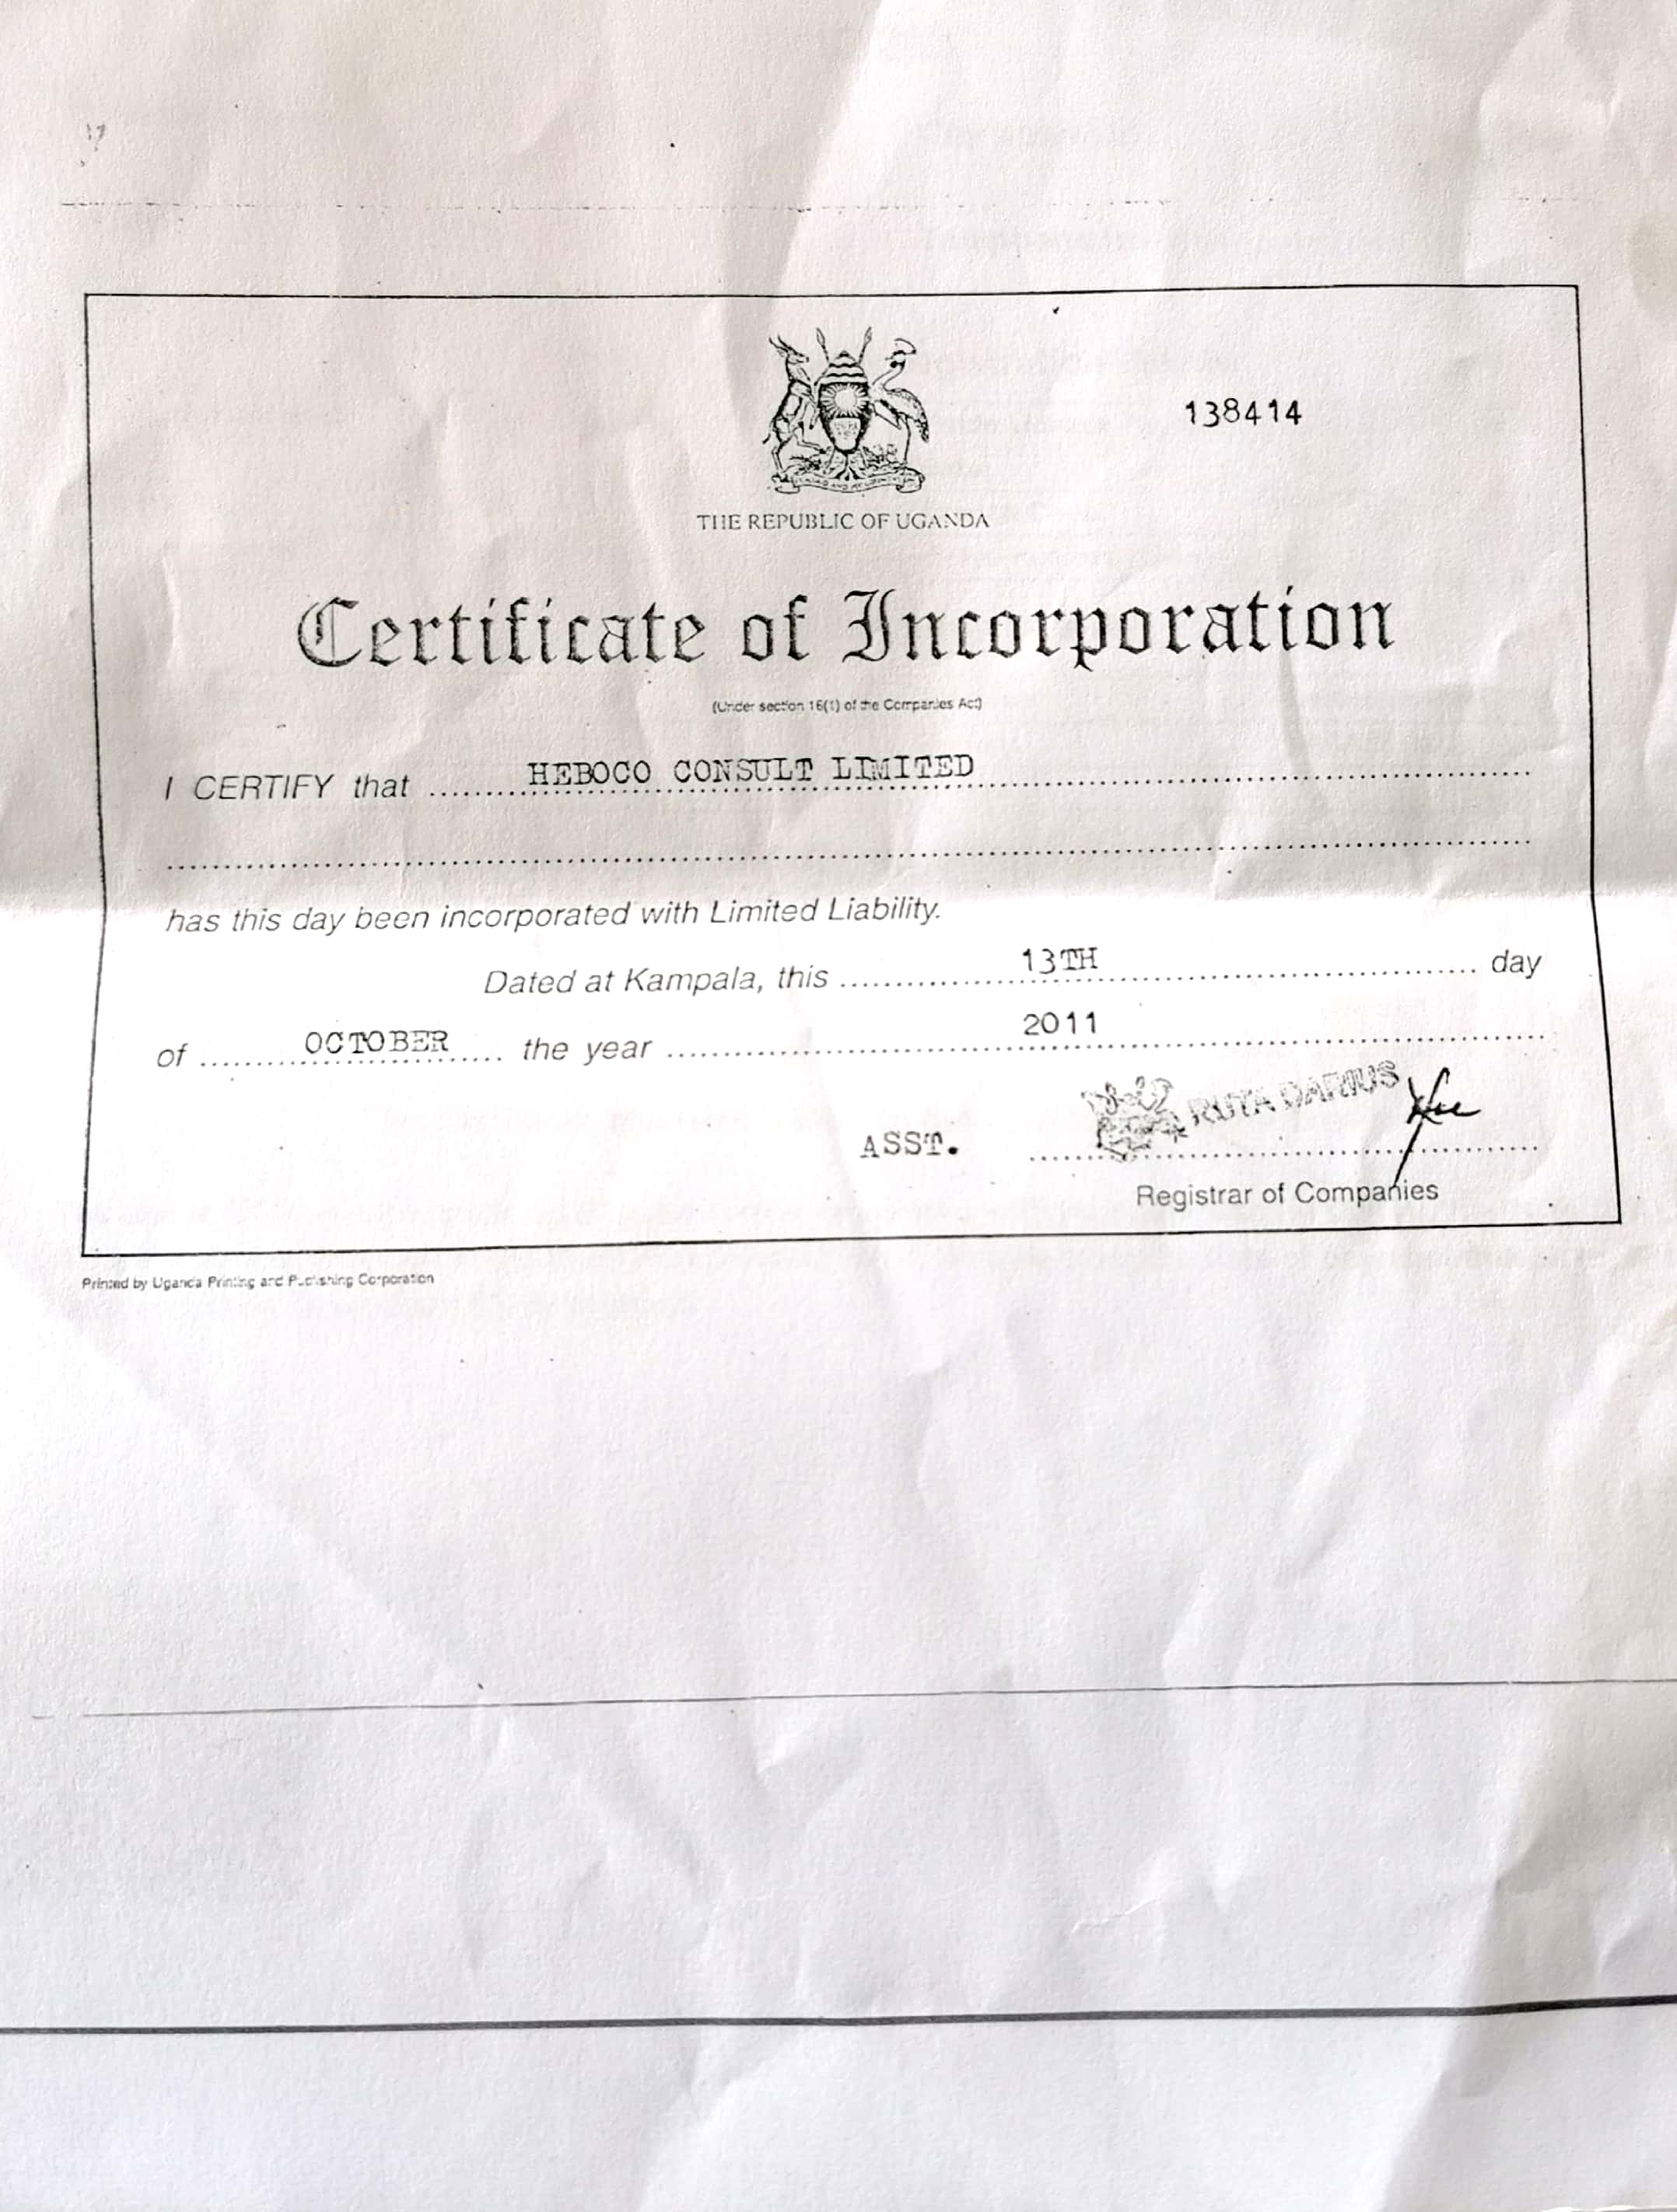 138414
THE REPUBLIC OF UGANDA
Certificate of Incorporation
(Under section 16(1) of the Companies Act)
I CERTIFY that ........ HEBOCO CONSULT LIMITED ........
has this day been incorporated with Limited Liability.
Dated at Kampala, this ........ 13TH ........ day
of ........ OCTOBER ........ the year ........ 2011 ........
RUTA DARIUS
ASST.
Registrar of Companies
Printed by Uganda Printing and Publishing Corporation